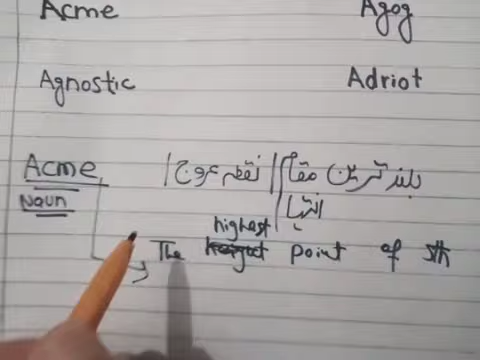 Acme Agog
Agnostic Adriot
Acme بلند ترین مقام | نقطہ عروج |
Noun انتہا
highest
The point of sth